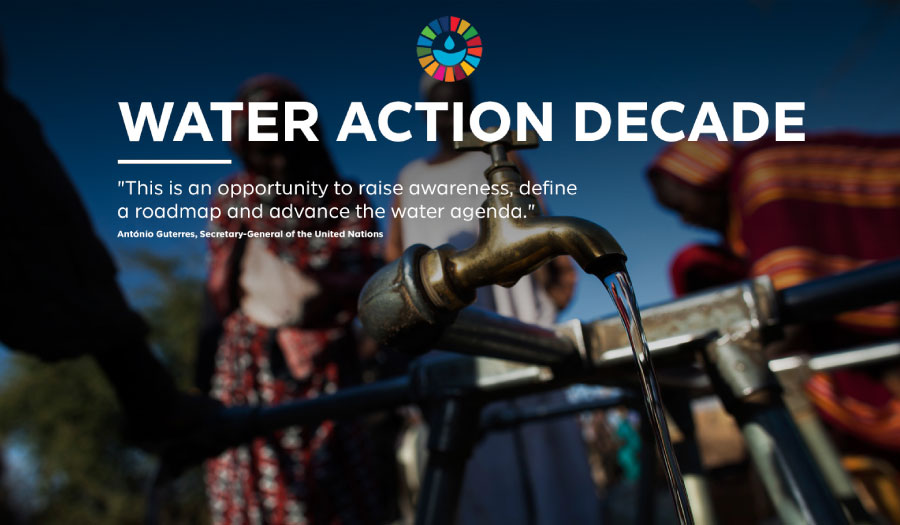 WATER ACTION DECADE
"This is an opportunity to raise awareness, define
a roadmap and advance the water agenda."
António Guterres, Secretary-General of the United Nations